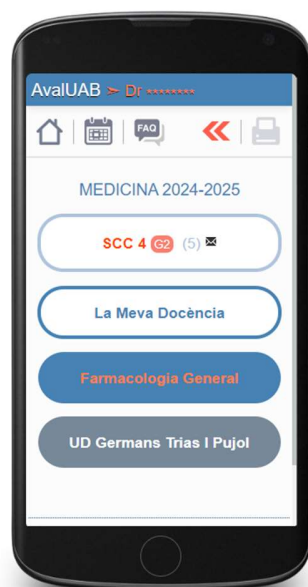 AvalUAB ➣ Dr ********
FAQ
MEDICINA 2024-2025
SCC 4 G2 (5) ✉
La Meva Docència
Farmacologia General
UD Germans Trias I Pujol